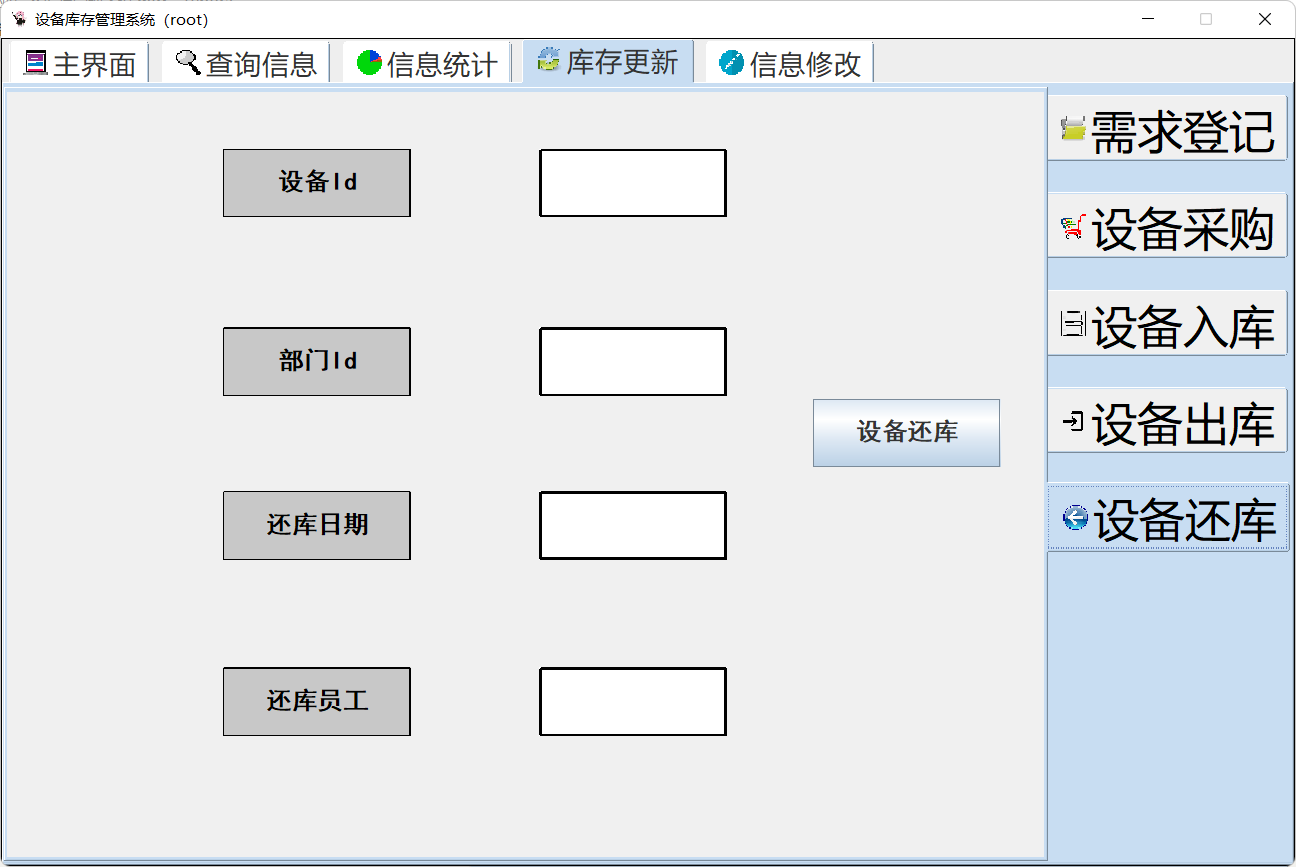 设备库存管理系统（root）
主界面
查询信息
信息统计
库存更新
信息修改
设备Id
部门Id
还库日期
还库员工
设备还库
需求登记
设备采购
设备入库
设备出库
设备还库